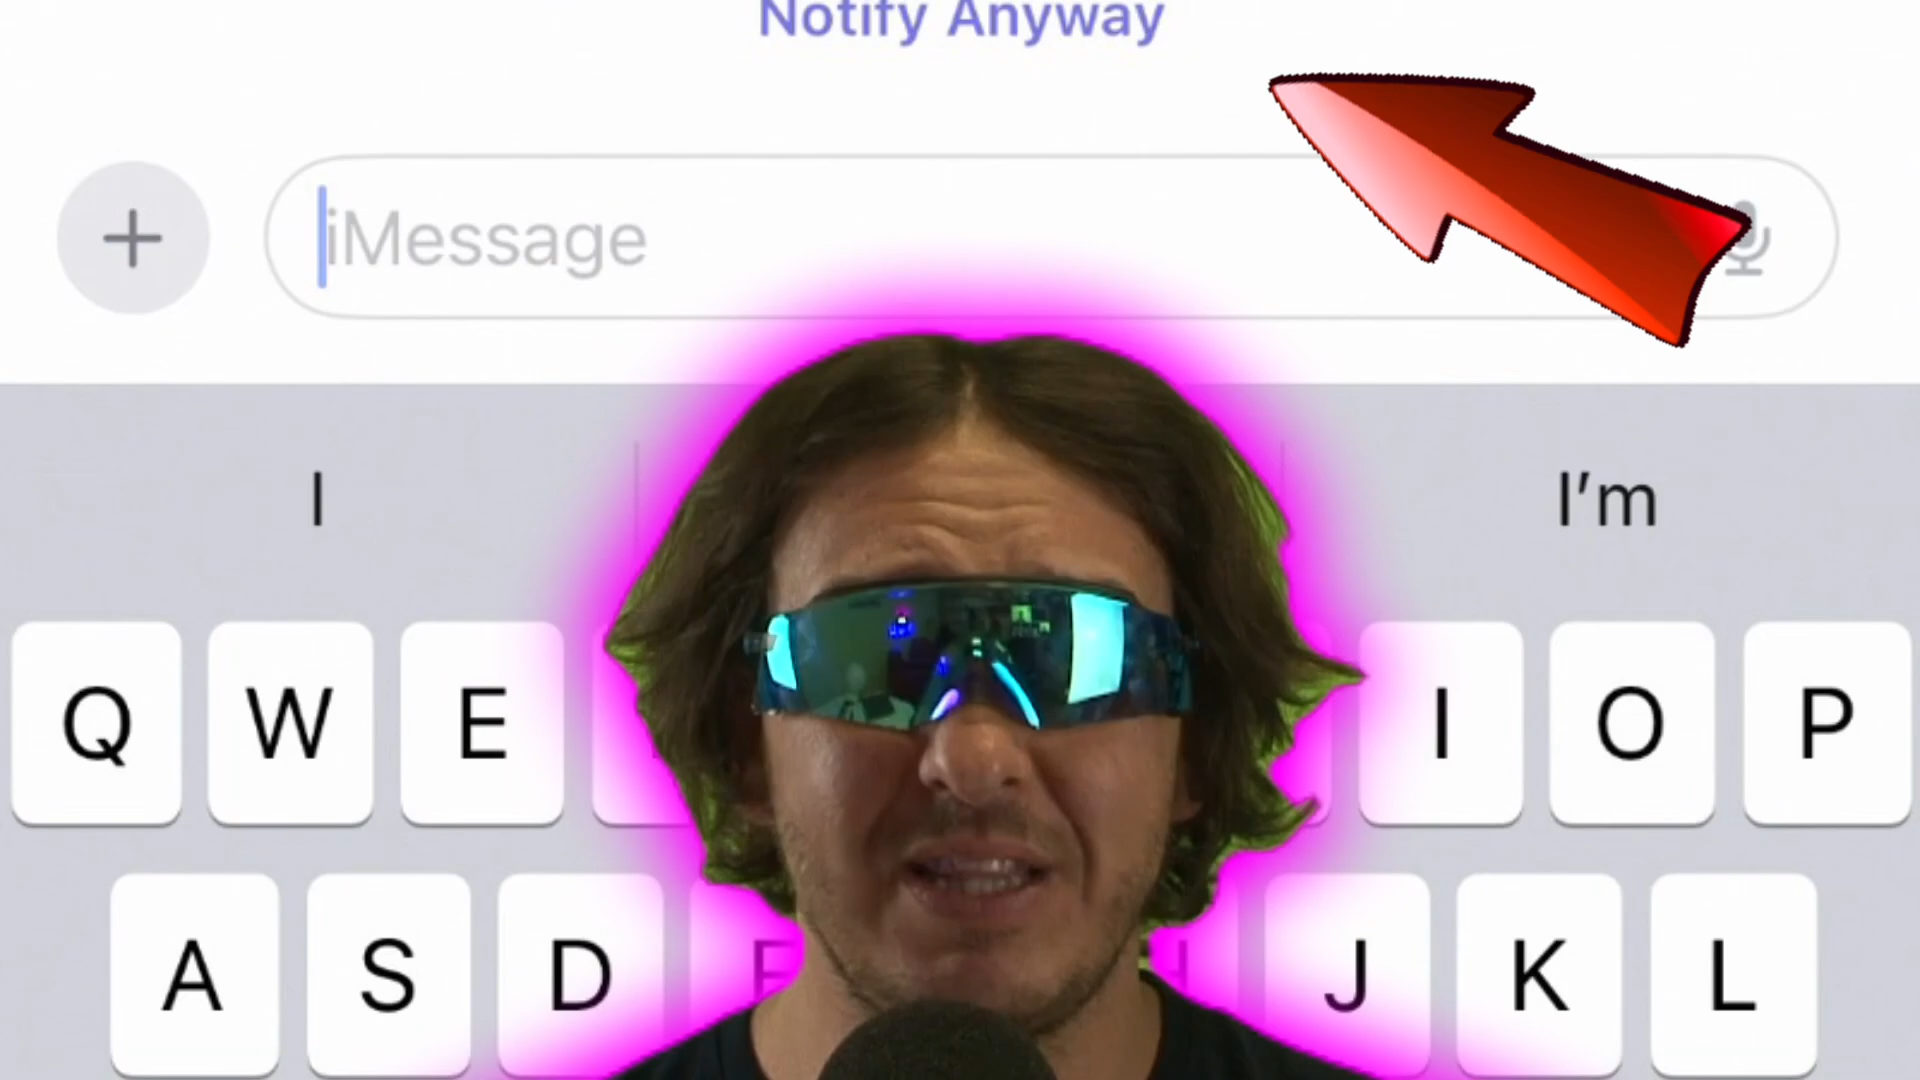 Notify Anyway
iMessage
I I'm
Q W E I O P
A S D F H J K L